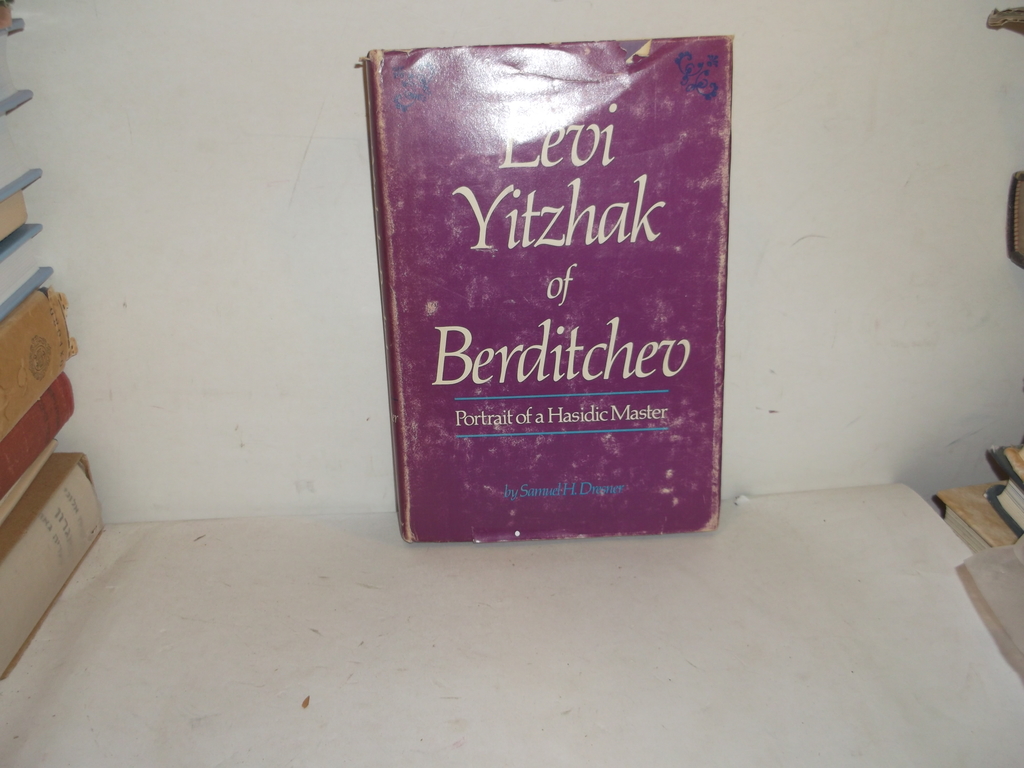 Levi
Yitzhak
of
Berditchev
Portrait of a Hasidic Master
by Samuel H. Dresner